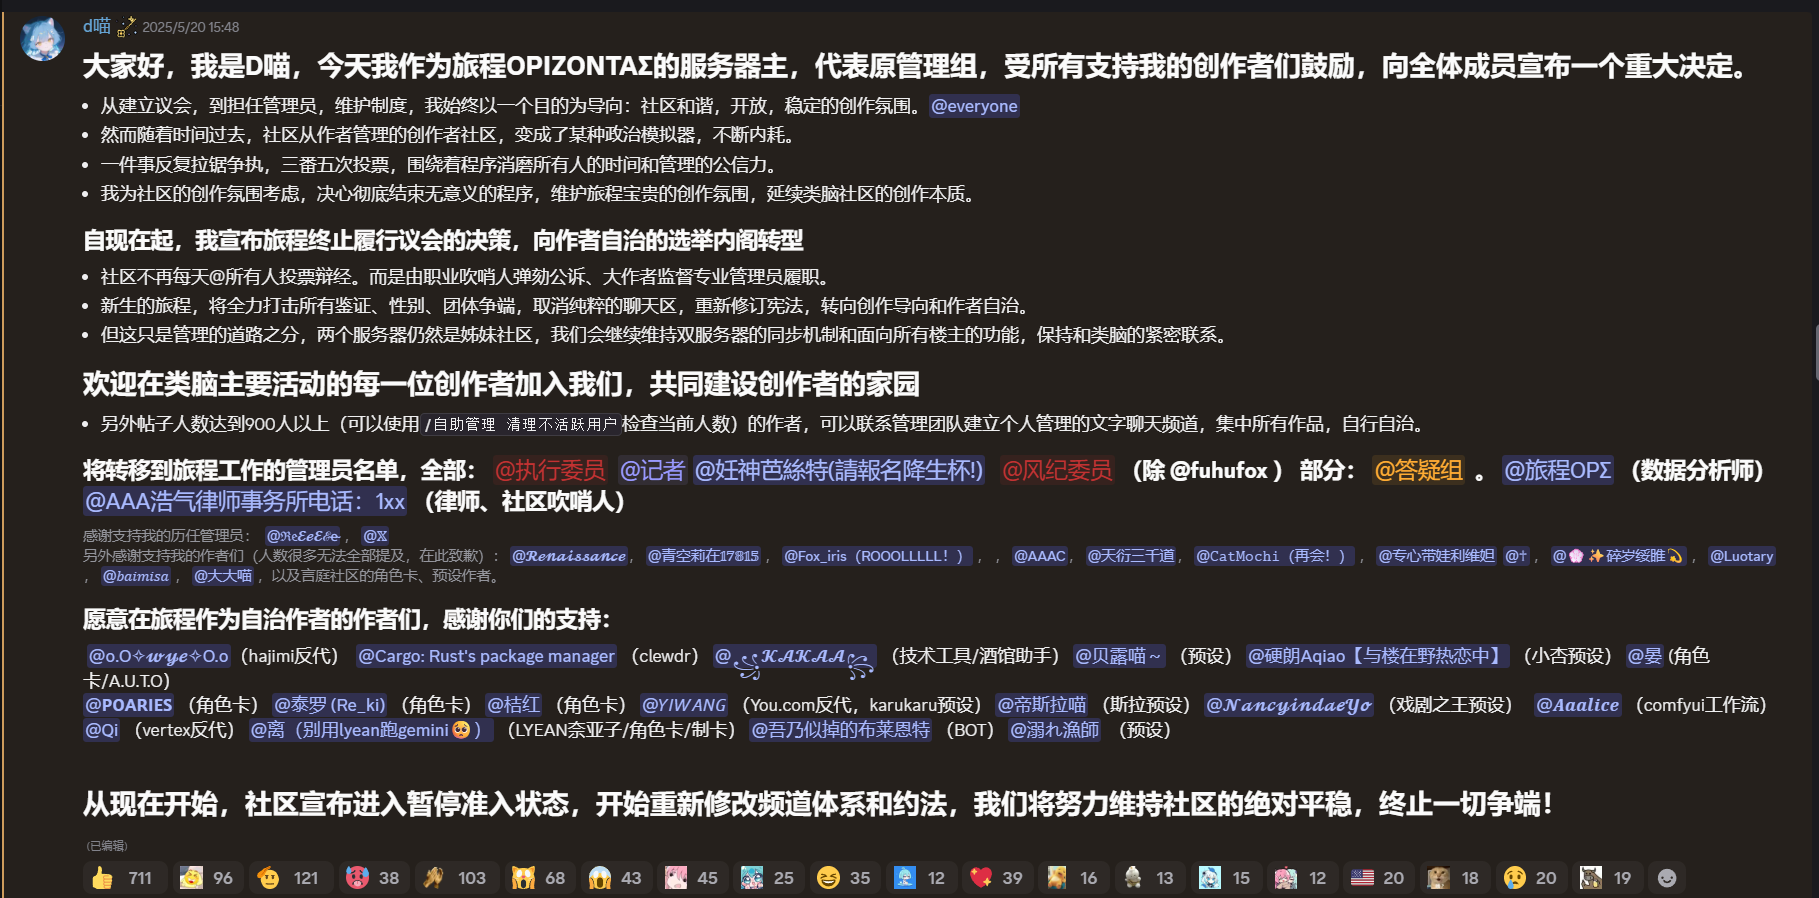 d喵 2025/5/20 15:48
大家好，我是D喵，今天我作为旅程ΟΡΙΖΟΝΤΑΣ的服务器主，代表原管理组，受所有支持我的创作者们鼓励，向全体成员宣布一个重大决定。
• 从建立议会，到担任管理员，维护制度，我始终以一个目的为导向：社区和谐，开放，稳定的创作氛围。@everyone
• 然而随着时间过去，社区从作者管理的创作者社区，变成了某种政治模拟器，不断内耗。
• 一件事反复拉锯争执，三番五次投票，围绕着程序消磨所有人的时间和管理的公信力。
• 我为社区的创作氛围考虑，决心彻底结束无意义的程序，维护旅程宝贵的创作氛围，延续类脑社区的创作本质。
自现在起，我宣布旅程终止履行议会的决策，向作者自治的选举内阁转型
• 社区不再每天@所有人投票辩经。而是由职业吹哨人弹劾公诉、大作者监督专业管理员履职。
• 新生的旅程，将全力打击所有鉴证、性别、团体争端，取消纯粹的聊天区，重新修订宪法，转向创作导向和作者自治。
• 但这只是管理的道路之分，两个服务器仍然是姊妹社区，我们会继续维持双服务器的同步机制和面向所有楼主的功能，保持和类脑的紧密联系。
欢迎在类脑主要活动的每一位创作者加入我们，共同建设创作者的家园
• 另外帖子人数达到900人以上（可以使用 /自助管理 清理不活跃用户 检查当前人数）的作者，可以联系管理团队建立个人管理的文字聊天频道，集中所有作品，自行自治。
将转移到旅程工作的管理员名单，全部： @执行委员 @记者 @妊神芭絲特(請報名降生杯!) @风纪委员 （除 @fuhufox ） 部分： @答疑组 。 @旅程ΟΡΣ （数据分析师）
@AAA浩气律师事务所电话：1xx （律师、社区吹哨人）
感谢支持我的历任管理员： @ℜ𝔢ℰℯℰℰe ， @𝕏
另外感谢支持我的作者们（人数很多无法全部提及，在此致歉）： @𝓡𝓮𝓷𝓪𝓲𝓼𝓼𝓪𝓷𝓬𝓮， @青空莉在17815 ， @Fox_iris（ROOOLLLLL！） ， ， @AAAC， @天衍三千道， @CatMochi（再会！） ， @专心带娃利维妲 @✝ ， @🌸✨碎岁绥雎💫 ， @Luotary
， @𝑏𝑎𝑖𝑚𝑖𝑠𝑎 ， @大大喵 ，以及言庭社区的角色卡、预设作者。
愿意在旅程作为自治作者的作者们，感谢你们的支持：
@o.O✧𝔀𝔂𝓮✧O.o（hajimi反代） @Cargo: Rust's package manager （clewdr） @꧁𝓚𝓐𝓚𝓐𝓐꧂ （技术工具/酒馆助手） @贝露喵～ （预设） @硬朗Aqiao【与楼在野热恋中】 （小杏预设） @晏 (角色
卡/A.U.T.O）
@𝗣𝗢𝗔𝗥𝗜𝗘𝗦 （角色卡） @泰罗 (Re_ki) （角色卡） @桔红 （角色卡） @𝘠𝘐𝘞𝘈𝘕𝘎 （You.com反代，karukaru预设） @帝斯拉喵 （斯拉预设） @𝓝𝓪𝓷𝓬𝔂𝓲𝓷𝓭𝓪𝓮𝓨𝓸 （戏剧之王预设） @𝑨𝒂𝒂𝒍𝒊𝒄𝒆 （comfyui工作流）
@Qi （vertex反代） @离（别用lyean跑gemini🥺） （LYEAN奈亚子/角色卡/制卡） @吾乃似掉的布莱恩特 （BOT） @溺れ漁師 （预设）
从现在开始，社区宣布进入暂停准入状态，开始重新修改频道体系和约法，我们将努力维持社区的绝对平稳，终止一切争端！
(已编辑)
711 96 121 38 103 68 43 45 25 35 12 39 16 13 15 12 20 18 20 19